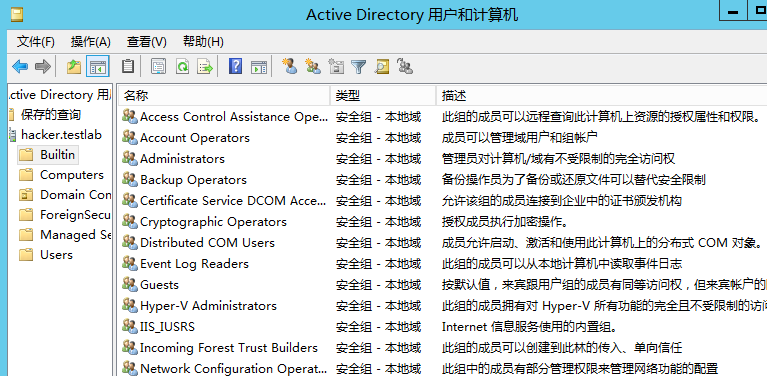 Active Directory 用户和计算机
文件(F) 操作(A) 查看(V) 帮助(H)
ctive Directory 用
保存的查询
hacker.testlab
Builtin
Computers
Domain Con
ForeignSecu
Managed Se
Users
名称 类型 描述
Access Control Assistance Ope... 安全组 - 本地域 此组的成员可以远程查询此计算机上资源的授权属性和权限。
Account Operators 安全组 - 本地域 成员可以管理域用户和组帐户
Administrators 安全组 - 本地域 管理员对计算机/域有不受限制的完全访问权
Backup Operators 安全组 - 本地域 备份操作员为了备份或还原文件可以替代安全限制
Certificate Service DCOM Acce... 安全组 - 本地域 允许该组的成员连接到企业中的证书颁发机构
Cryptographic Operators 安全组 - 本地域 授权成员执行加密操作。
Distributed COM Users 安全组 - 本地域 成员允许启动、激活和使用此计算机上的分布式 COM 对象。
Event Log Readers 安全组 - 本地域 此组的成员可以从本地计算机中读取事件日志
Guests 安全组 - 本地域 按默认值，来宾跟用户组的成员有同等访问权，但来宾帐户的
Hyper-V Administrators 安全组 - 本地域 此组的成员拥有对 Hyper-V 所有功能的完全且不受限制的访
IIS_IUSRS 安全组 - 本地域 Internet 信息服务使用的内置组。
Incoming Forest Trust Builders 安全组 - 本地域 此组的成员可以创建到此林的传入、单向信任
Network Configuration Operat... 安全组 - 本地域 此组中的成员有部分管理权限来管理网络功能的配置